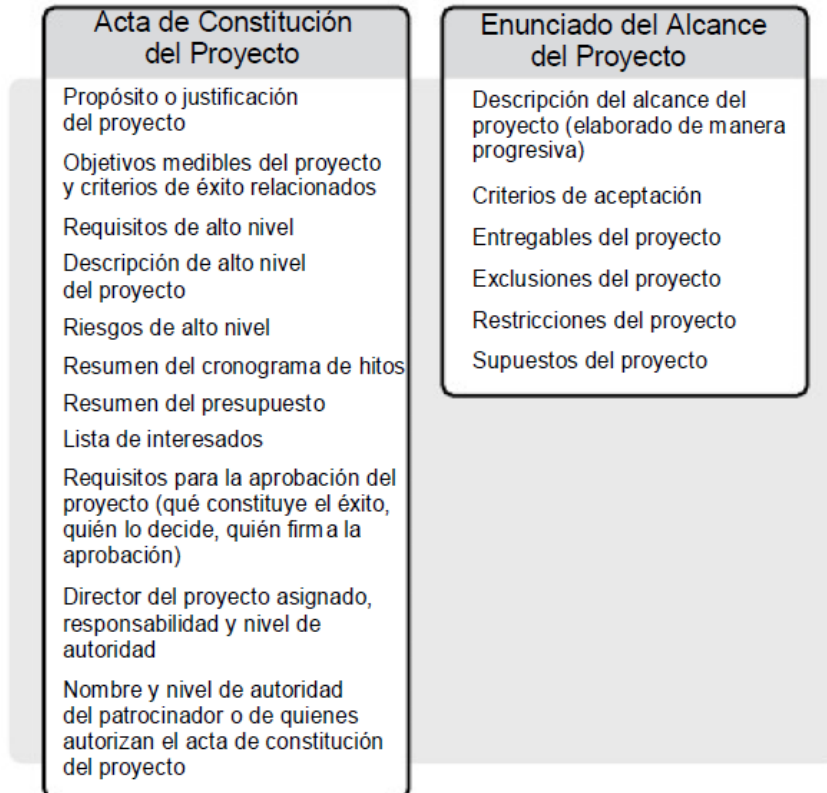 Acta de Constitución
del Proyecto
Propósito o justificación
del proyecto
Objetivos medibles del proyecto
y criterios de éxito relacionados
Requisitos de alto nivel
Descripción de alto nivel
del proyecto
Riesgos de alto nivel
Resumen del cronograma de hitos
Resumen del presupuesto
Lista de interesados
Requisitos para la aprobación del
proyecto (qué constituye el éxito,
quién lo decide, quién firma la
aprobación)
Director del proyecto asignado,
responsabilidad y nivel de
autoridad
Nombre y nivel de autoridad
del patrocinador o de quienes
autorizan el acta de constitución
del proyecto
Enunciado del Alcance
del Proyecto
Descripción del alcance del
proyecto (elaborado de manera
progresiva)
Criterios de aceptación
Entregables del proyecto
Exclusiones del proyecto
Restricciones del proyecto
Supuestos del proyecto